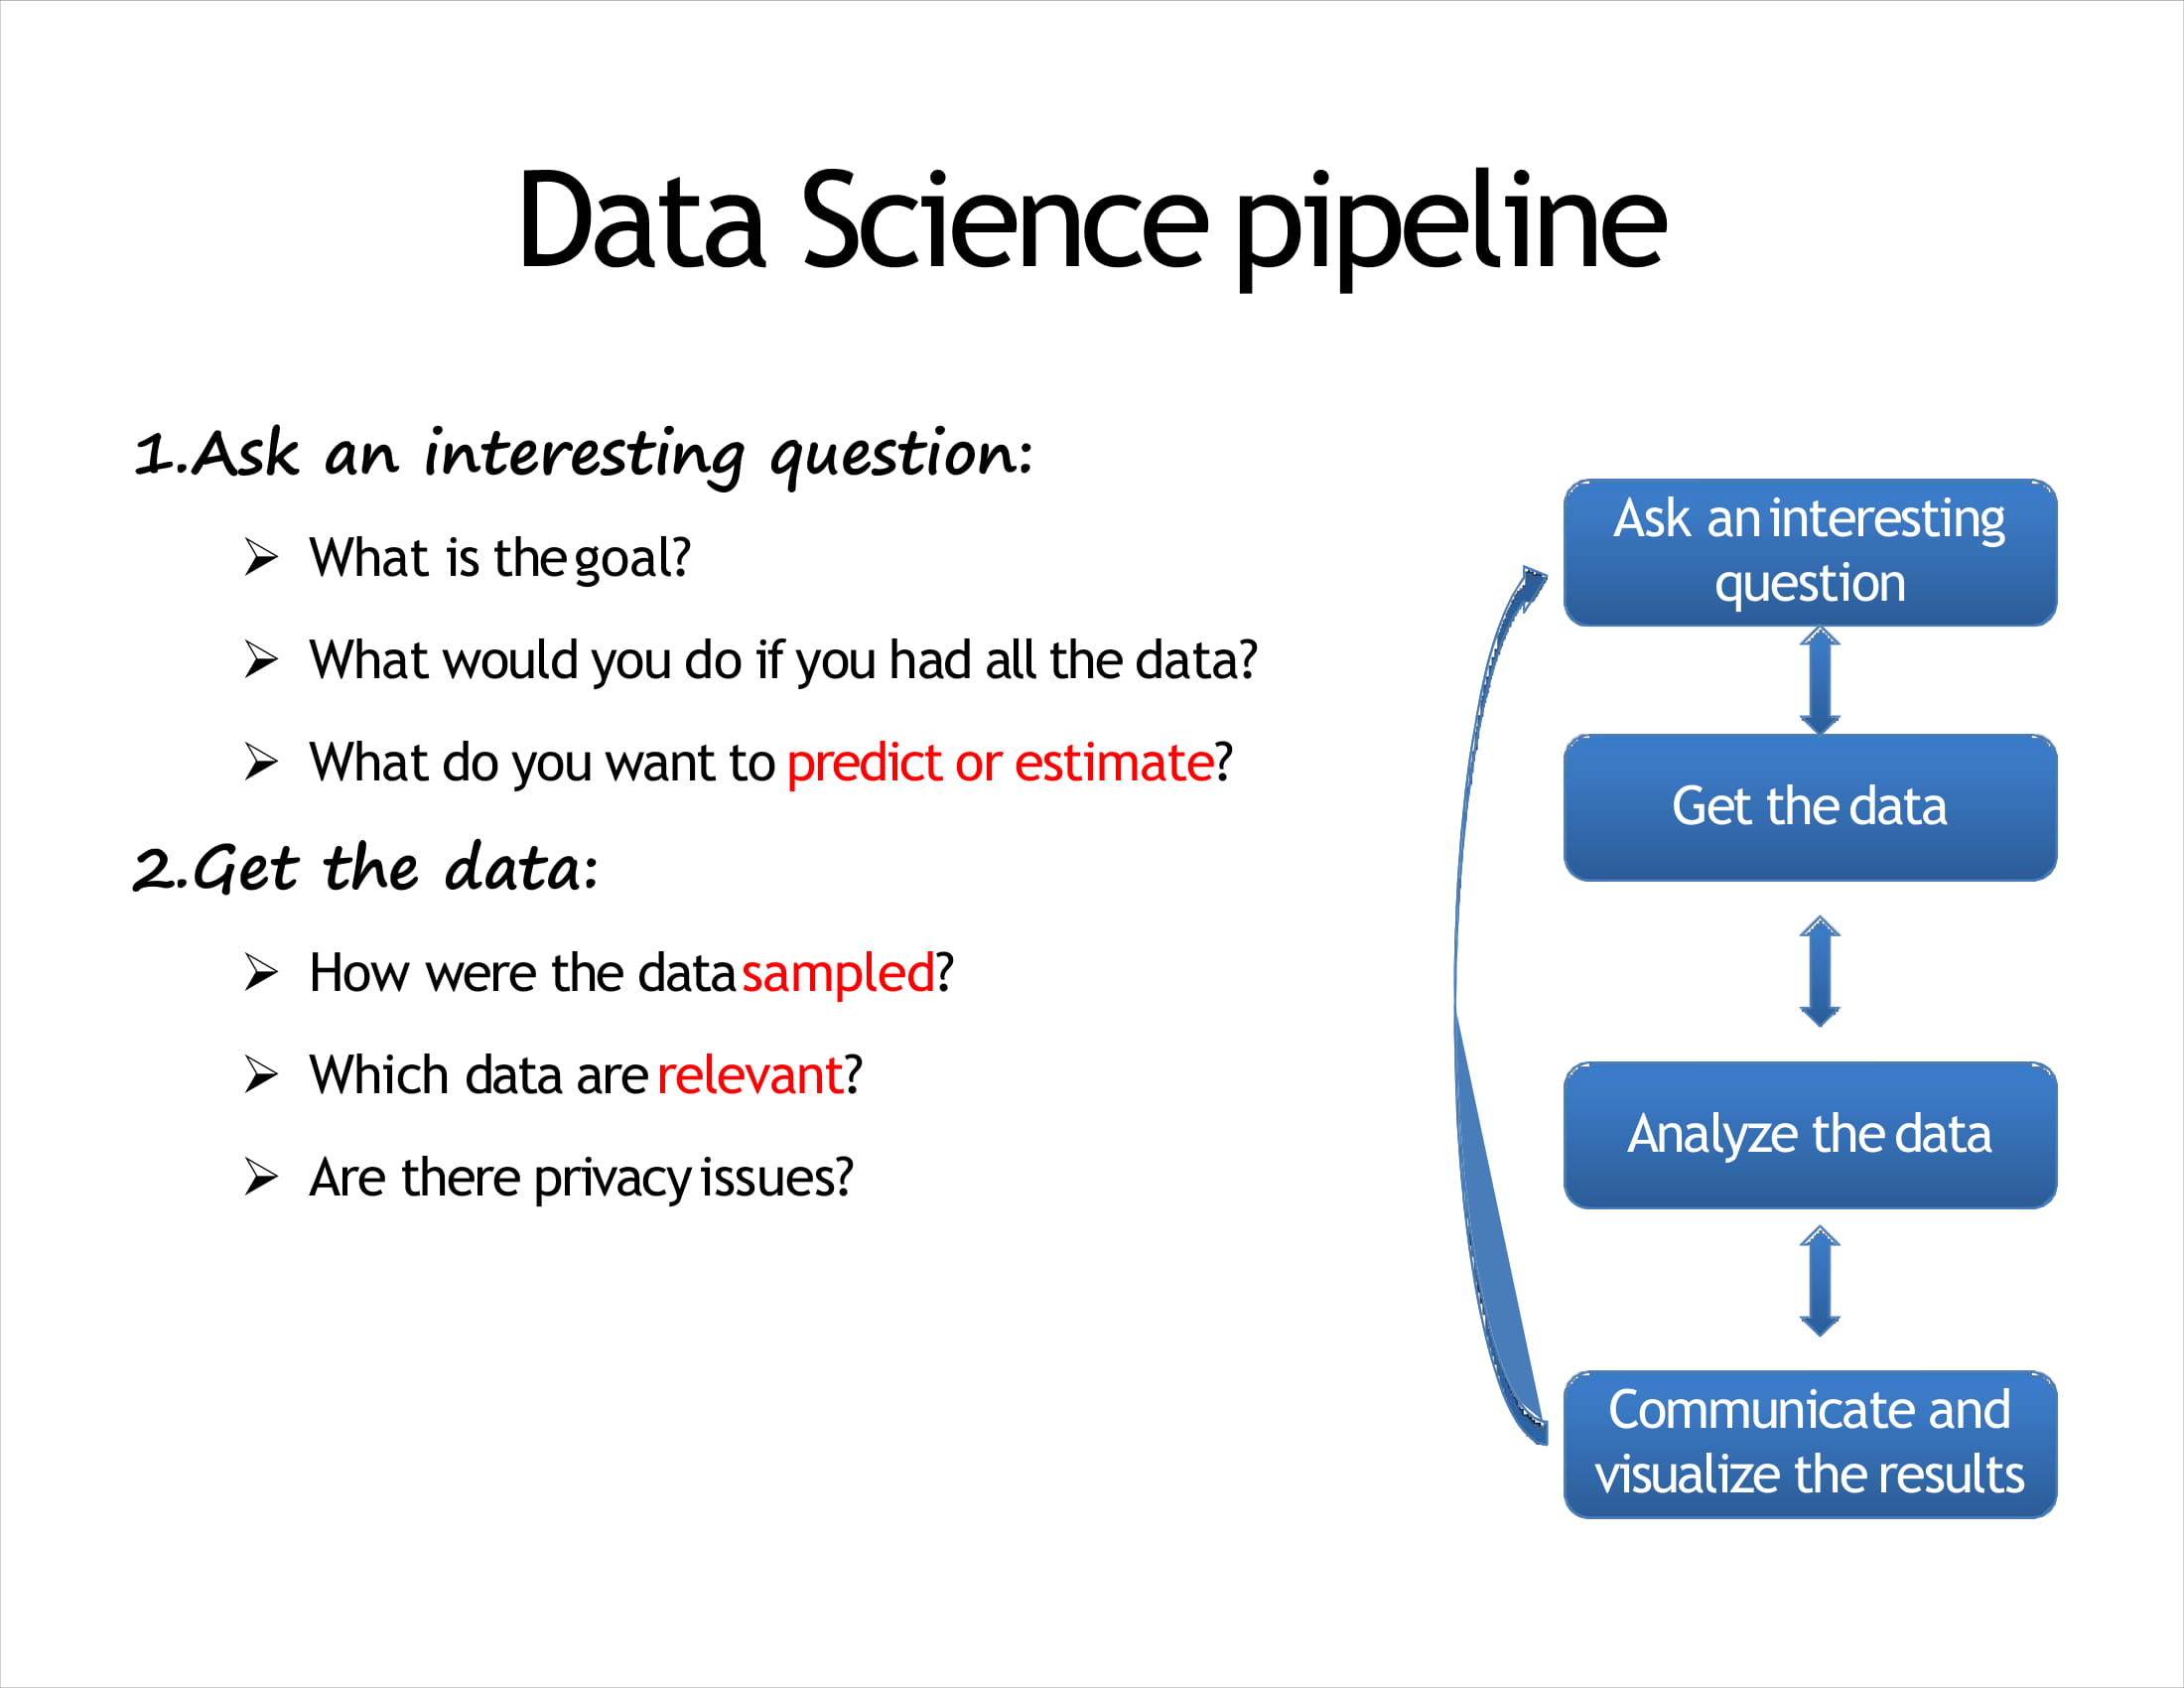 Data Science pipeline
1.Ask an interesting question:
➢ What is the goal?
➢ What would you do if you had all the data?
➢ What do you want to predict or estimate?
2.Get the data:
➢ How were the data sampled?
➢ Which data are relevant?
➢ Are there privacy issues?
Ask an interesting
question
Get the data
Analyze the data
Communicate and
visualize the results